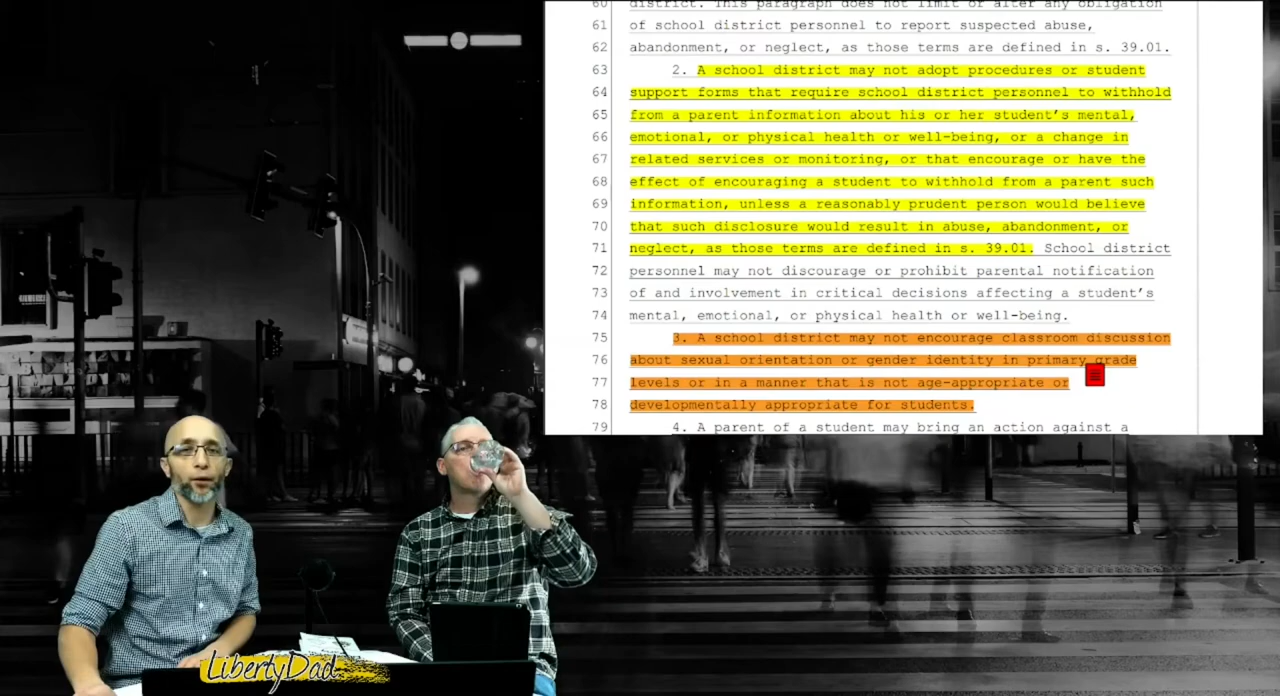 60 district. This paragraph does not limit or alter any obligation
61 of school district personnel to report suspected abuse,
62 abandonment, or neglect, as those terms are defined in s. 39.01.
63 2. A school district may not adopt procedures or student
64 support forms that require school district personnel to withhold
65 from a parent information about his or her student's mental,
66 emotional, or physical health or well-being, or a change in
67 related services or monitoring, or that encourage or have the
68 effect of encouraging a student to withhold from a parent such
69 information, unless a reasonably prudent person would believe
70 that such disclosure would result in abuse, abandonment, or
71 neglect, as those terms are defined in s. 39.01. School district
72 personnel may not discourage or prohibit parental notification
73 of and involvement in critical decisions affecting a student's
74 mental, emotional, or physical health or well-being.
75 3. A school district may not encourage classroom discussion
76 about sexual orientation or gender identity in primary grade
77 levels or in a manner that is not age-appropriate or
78 developmentally appropriate for students.
79 4. A parent of a student may bring an action against a
LibertyDad